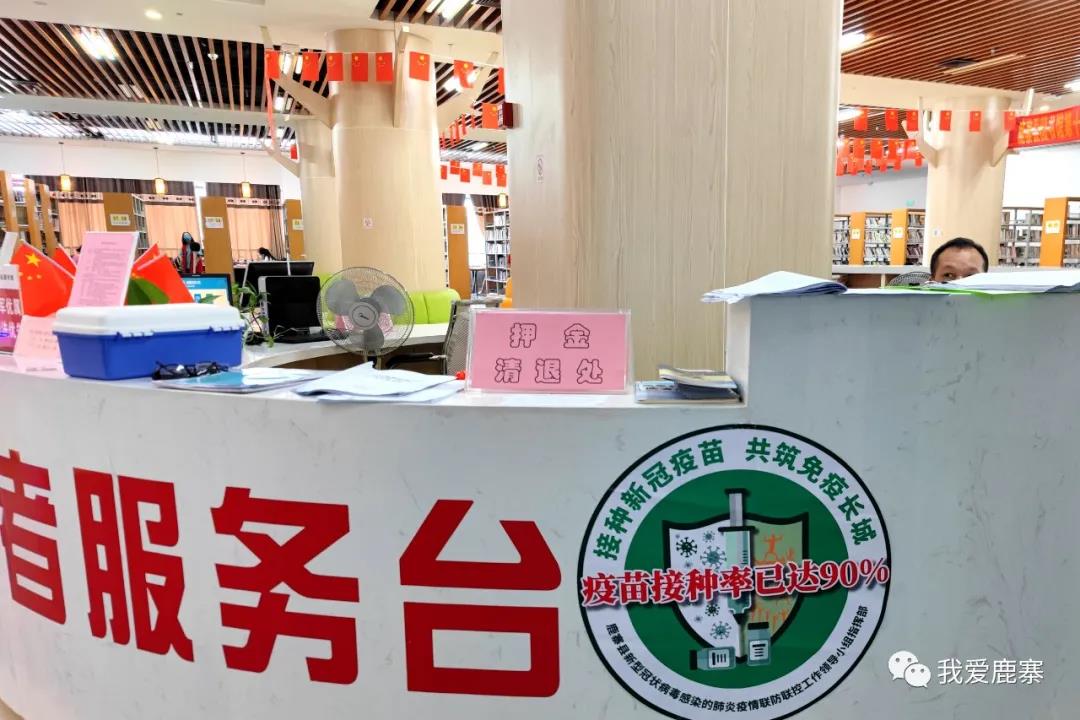 押金
清退处
者服务台
接种新冠疫苗 共筑免疫长城
疫苗接种率已达90%
鹿寨县新型冠状病毒感染的肺炎疫情联防联控工作领导小组指挥部
我爱鹿寨